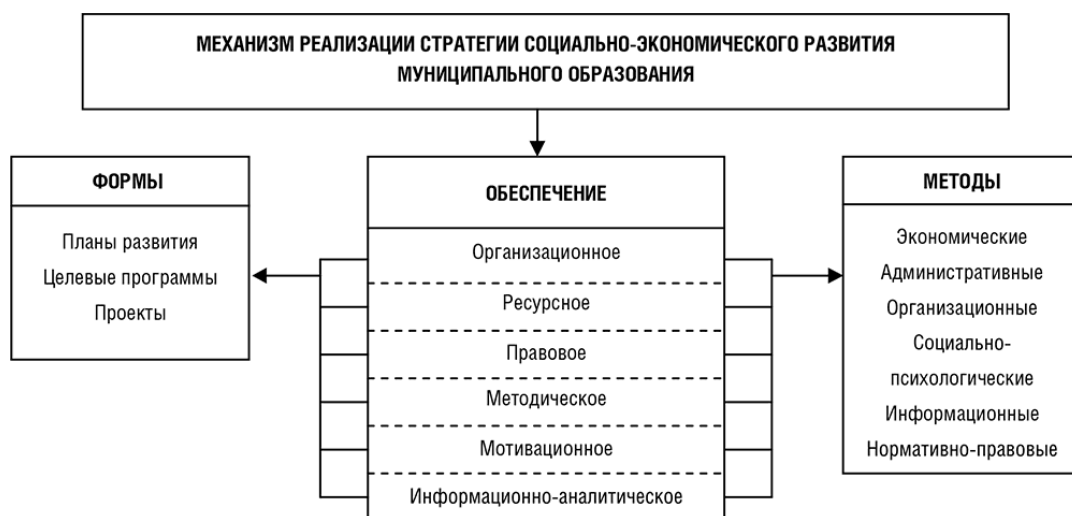 МЕХАНИЗМ РЕАЛИЗАЦИИ СТРАТЕГИИ СОЦИАЛЬНО-ЭКОНОМИЧЕСКОГО РАЗВИТИЯ
МУНИЦИПАЛЬНОГО ОБРАЗОВАНИЯ
ФОРМЫ
Планы развития
Целевые программы
Проекты
ОБЕСПЕЧЕНИЕ
Организационное
Ресурсное
Правовое
Методическое
Мотивационное
Информационно-аналитическое
МЕТОДЫ
Экономические
Административные
Организационные
Социально-
психологические
Информационные
Нормативно-правовые